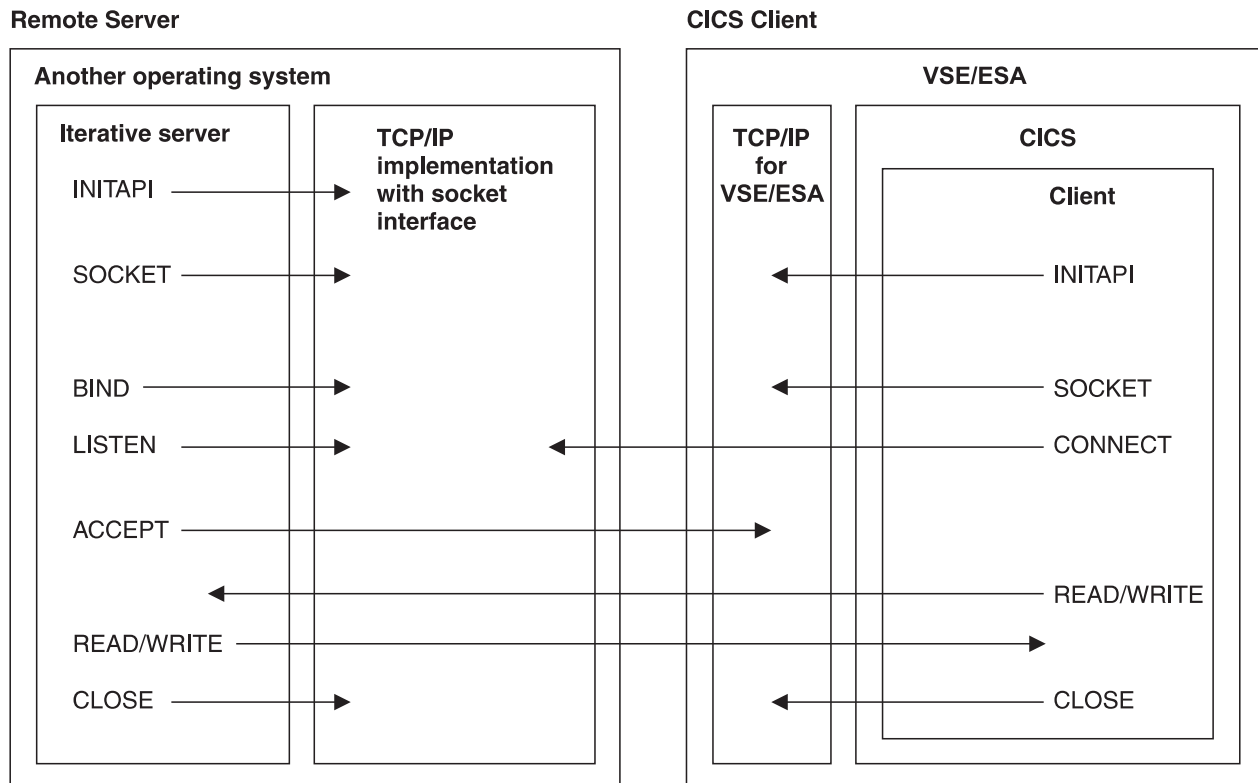 Remote Server
Another operating system
Iterative server
INITAPI
SOCKET
BIND
LISTEN
ACCEPT
READ/WRITE
CLOSE
TCP/IP
implementation
with socket
interface
CICS Client
VSE/ESA
TCP/IP
for
VSE/ESA
CICS
Client
INITAPI
SOCKET
CONNECT
READ/WRITE
CLOSE